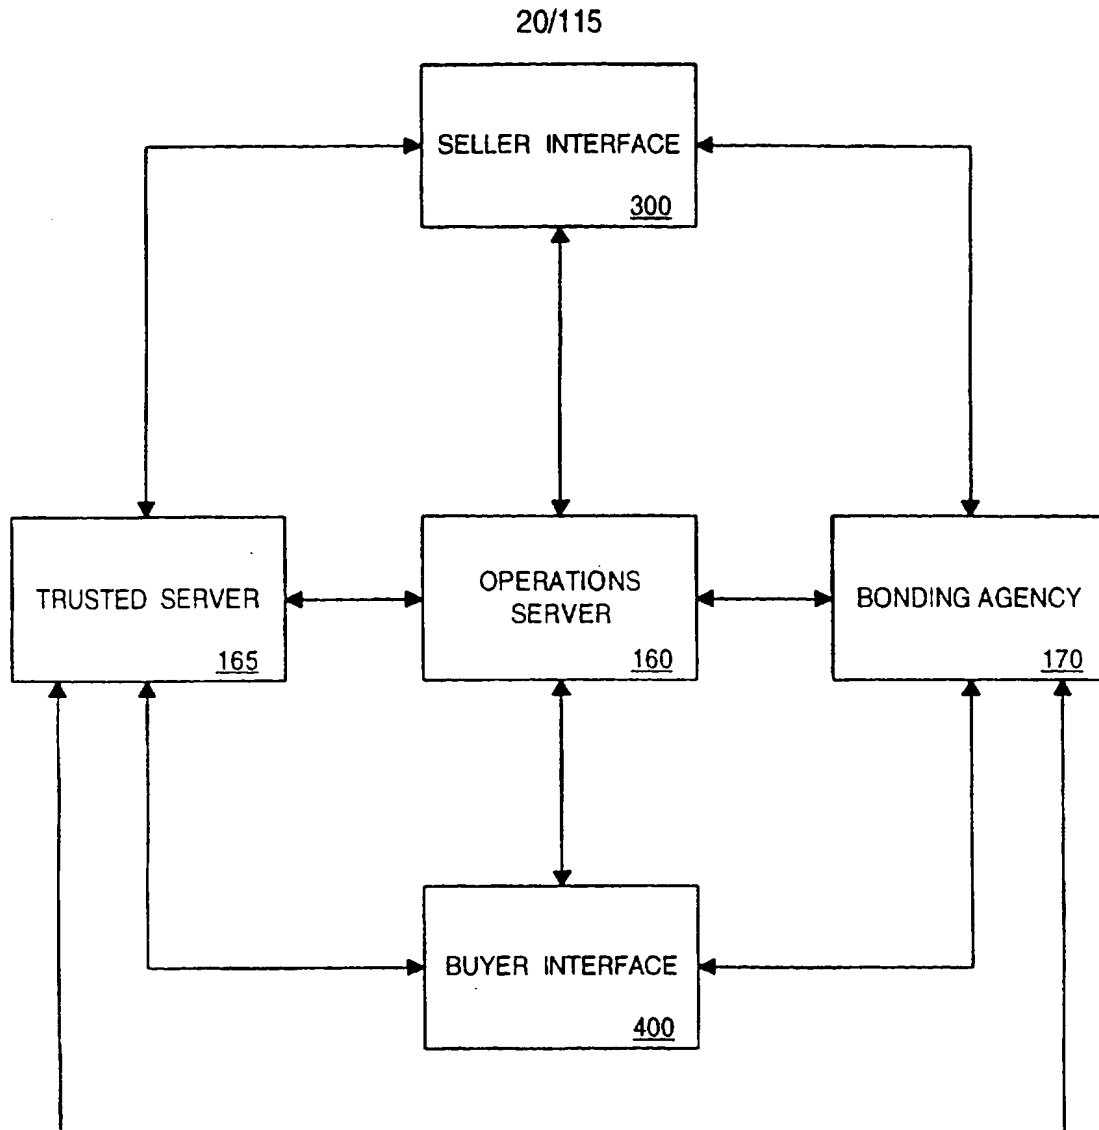 20/115
SELLER INTERFACE
300
TRUSTED SERVER
165
OPERATIONS
SERVER
160
BONDING AGENCY
170
BUYER INTERFACE
400